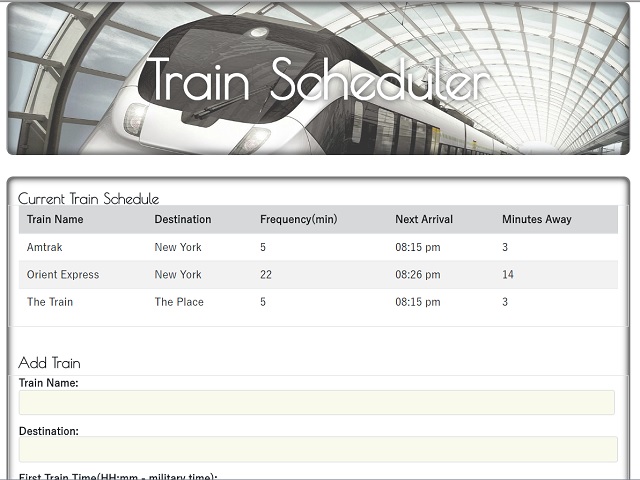 Train Scheduler
Current Train Schedule
Train Name Destination Frequency(min) Next Arrival Minutes Away
Amtrak New York 5 08:15 pm 3
Orient Express New York 22 08:26 pm 14
The Train The Place 5 08:15 pm 3
Add Train
Train Name:
Destination:
First Train Time(HH:mm - military time):